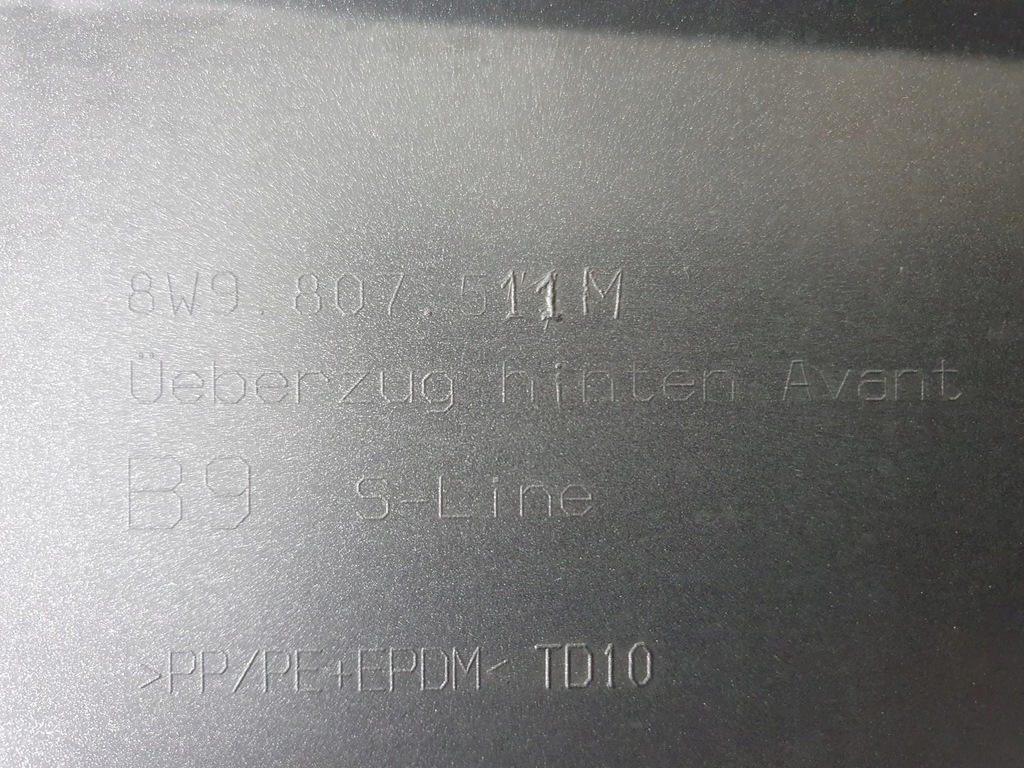 8W9.807.511M
Üeberzug hinten Avant
B9 S-Line
>PP/PE+EPDM< TD10